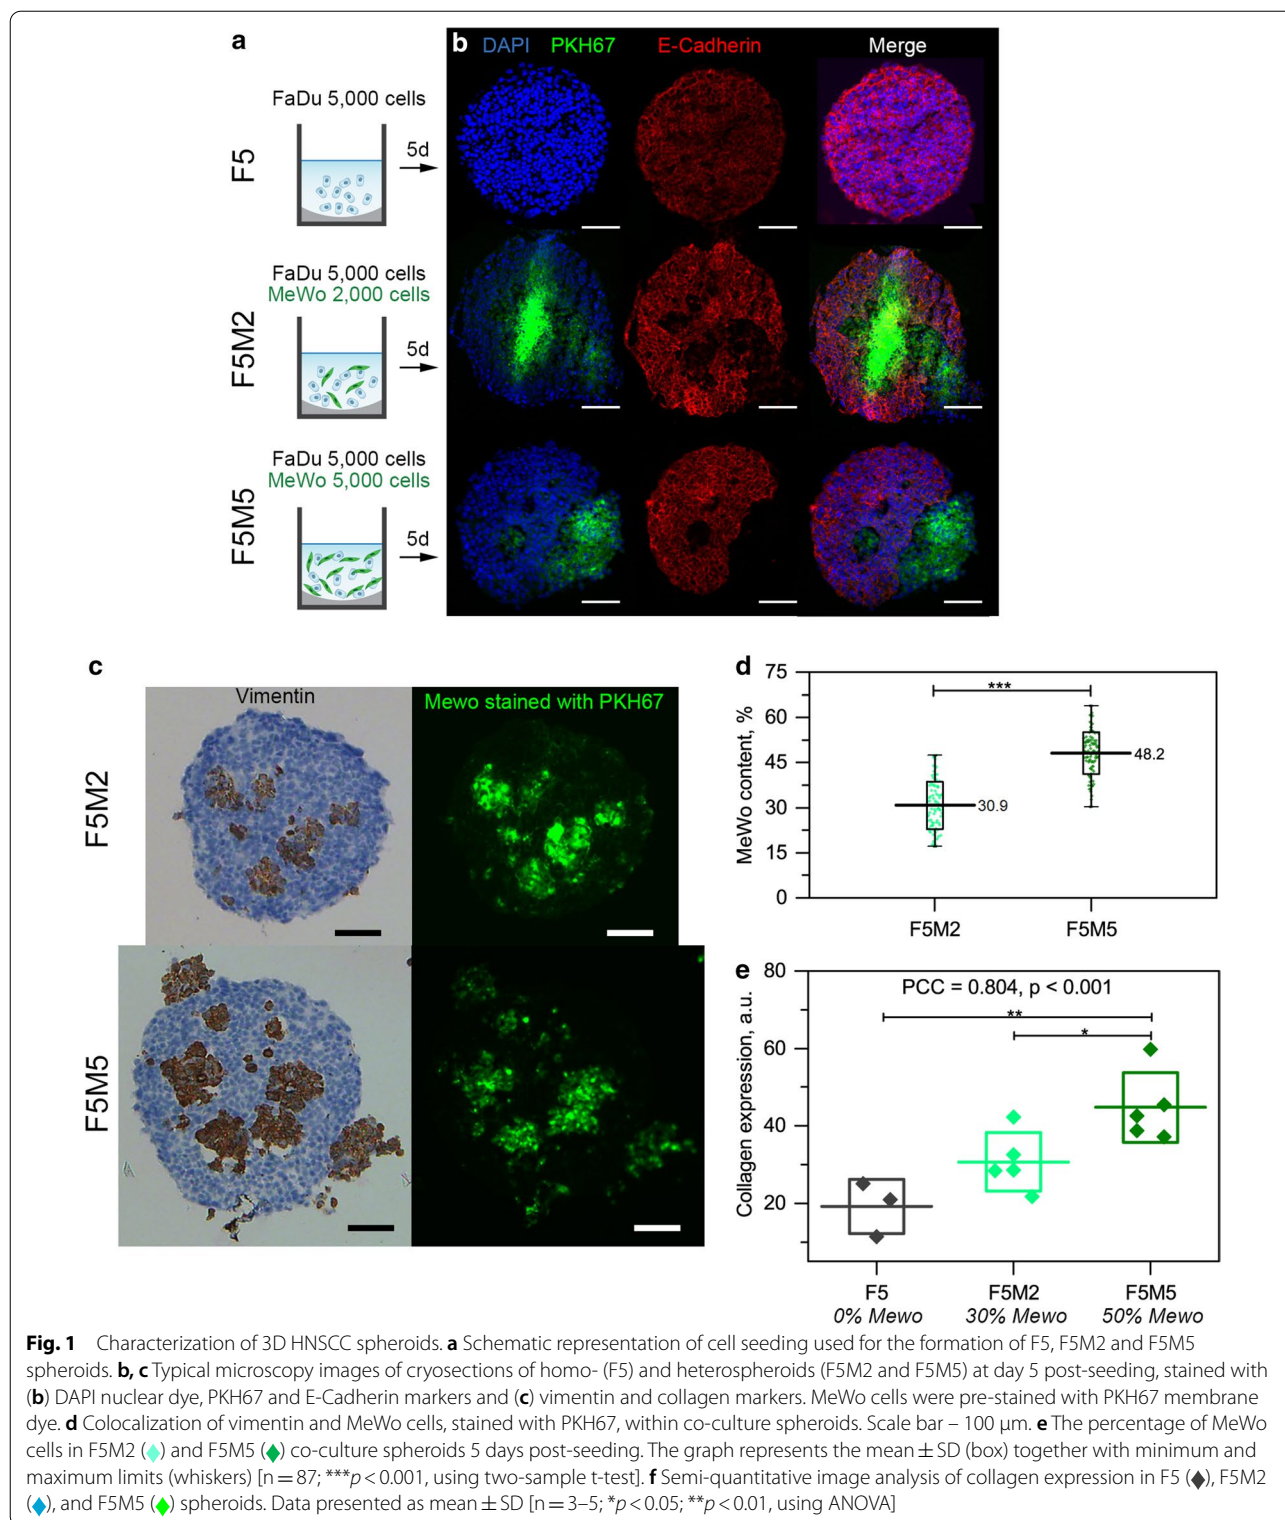 a
b DAPI PKH67 E-Cadherin Merge
F5
FaDu 5,000 cells
5d
F5M2
FaDu 5,000 cells
MeWo 2,000 cells
5d
F5M5
FaDu 5,000 cells
MeWo 5,000 cells
5d
c
Vimentin Mewo stained with PKH67
F5M2
F5M5
d
MeWo content, %
75
60
45
30
15
0
***
30.9
48.2
F5M2 F5M5
e
Collagen expression, a.u.
80
60
40
20
PCC = 0.804, p < 0.001
**
*
F5 F5M2 F5M5
0% Mewo 30% Mewo 50% Mewo
Fig. 1 Characterization of 3D HNSCC spheroids. a Schematic representation of cell seeding used for the formation of F5, F5M2 and F5M5
spheroids. b, c Typical microscopy images of cryosections of homo- (F5) and heterospheroids (F5M2 and F5M5) at day 5 post-seeding, stained with
(b) DAPI nuclear dye, PKH67 and E-Cadherin markers and (c) vimentin and collagen markers. MeWo cells were pre-stained with PKH67 membrane
dye. d Colocalization of vimentin and MeWo cells, stained with PKH67, within co-culture spheroids. Scale bar – 100 μm. e The percentage of MeWo
cells in F5M2 (♦) and F5M5 (♦) co-culture spheroids 5 days post-seeding. The graph represents the mean ± SD (box) together with minimum and
maximum limits (whiskers) [n = 87; ***p < 0.001, using two-sample t-test]. f Semi-quantitative image analysis of collagen expression in F5 (♦), F5M2
(♦), and F5M5 (♦) spheroids. Data presented as mean ± SD [n = 3–5; *p < 0.05; **p < 0.01, using ANOVA]